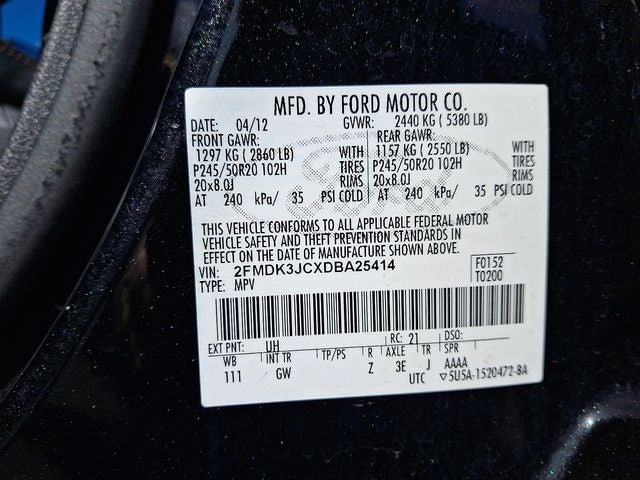 MFD. BY FORD MOTOR CO.
DATE: 04/12 GVWR: 2440 KG ( 5380 LB)
FRONT GAWR: REAR GAWR:
1297 KG ( 2860 LB) WITH 1157 KG ( 2550 LB) WITH
P245/50R20 102H TIRES P245/50R20 102H TIRES
20x8.0J RIMS 20x8.0J RIMS
AT 240 kPa/ 35 PSI COLD AT 240 kPa/ 35 PSI COLD
THIS VEHICLE CONFORMS TO ALL APPLICABLE FEDERAL MOTOR
VEHICLE SAFETY AND THEFT PREVENTION STANDARDS IN
EFFECT ON THE DATE OF MANUFACTURE SHOWN ABOVE.
VIN: 2FMDK3JCXDBA25414 F0152
TYPE: MPV T0200
EXT PNT: UH RC: 21 DSO:
WB INT TR TP/PS R AXLE TR SPR
111 GW Z 3E J AAAA
UTC ▽5U5A-1520472-BA